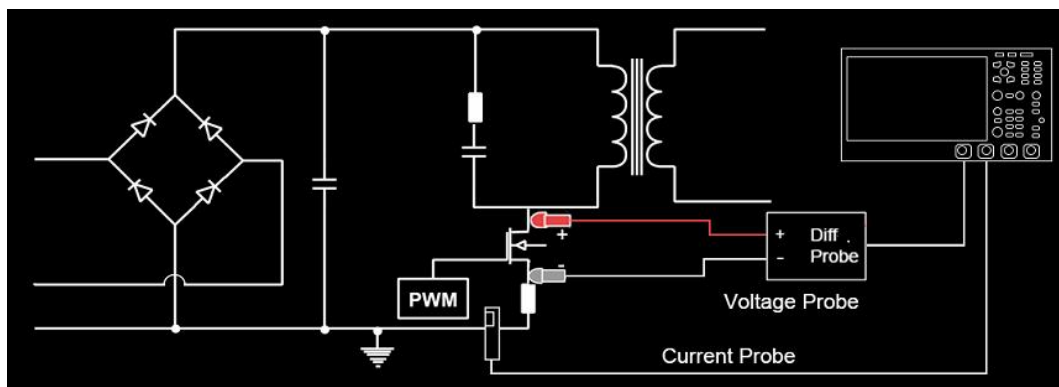 +
-
PWM
+ Diff .
− Probe
Voltage Probe
Current Probe